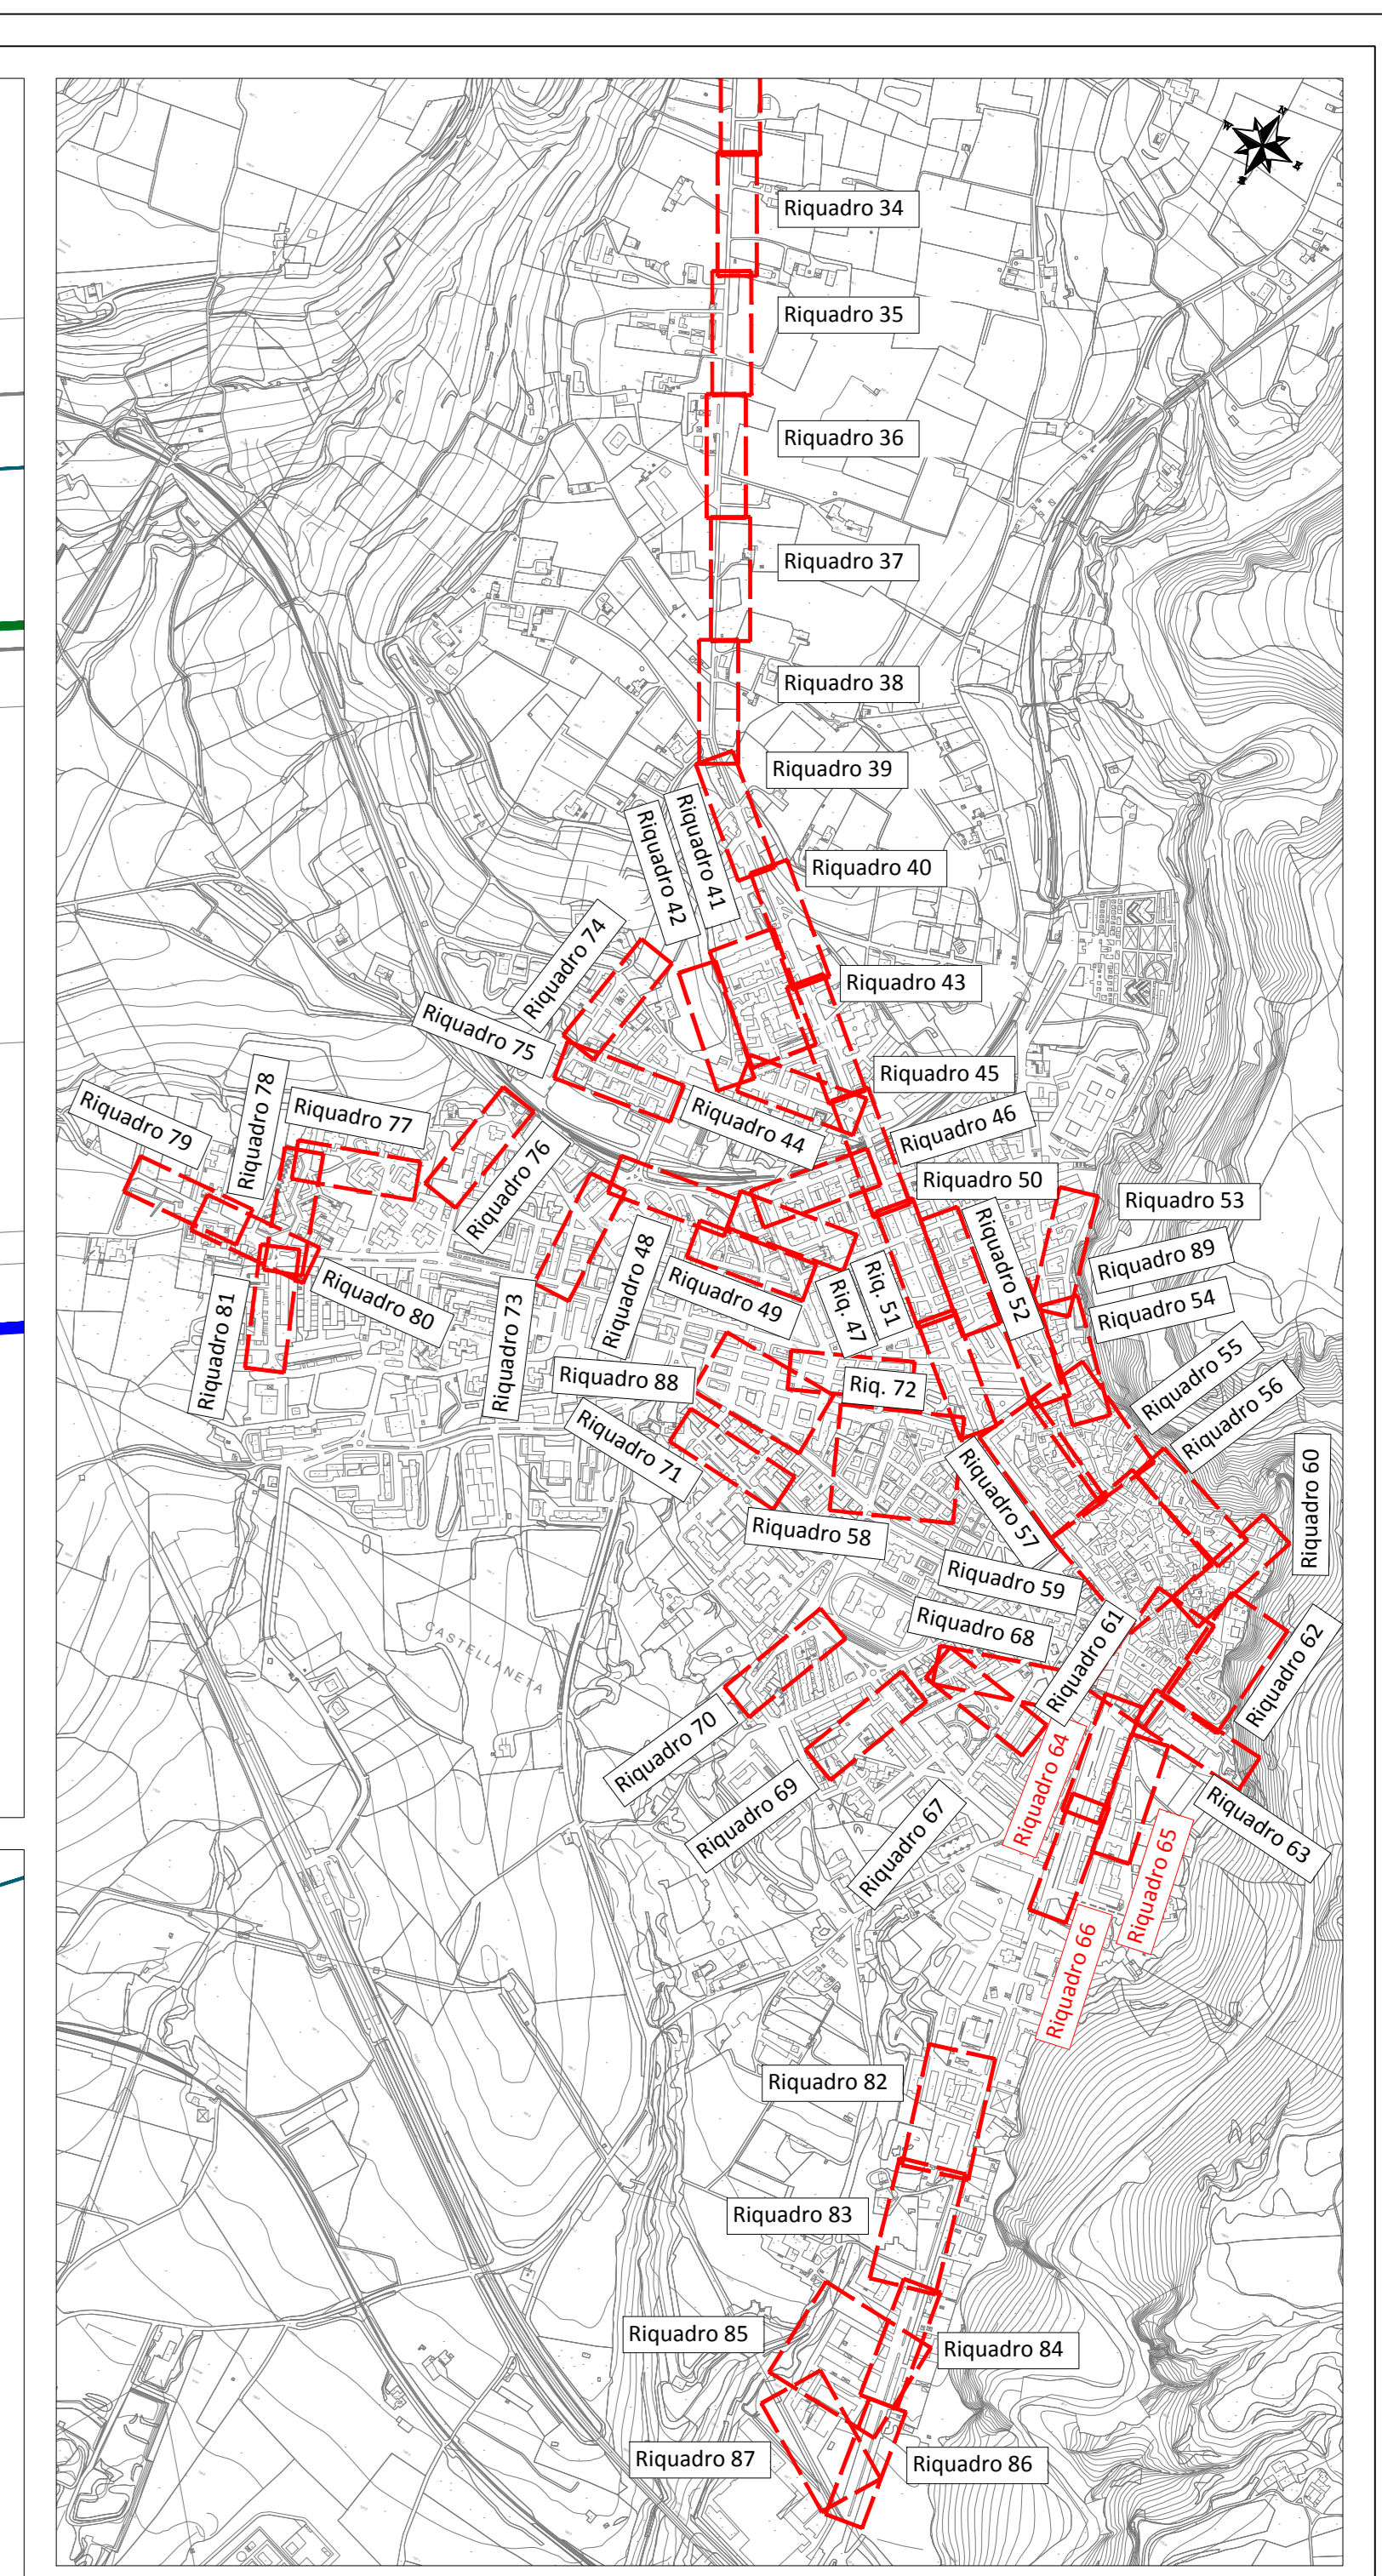 N
W
E
S
Riquadro 34
Riquadro 35
Riquadro 36
Riquadro 37
Riquadro 38
Riquadro 39
Riquadro 41
Riquadro 42
Riquadro 40
Riquadro 74
Riquadro 43
Riquadro 75
Riquadro 45
Riquadro 44
Riquadro 46
Riquadro 78
Riquadro 77
Riquadro 79
Riquadro 76
Riquadro 50
Riquadro 53
Riquadro 52
Riquadro 89
Riquadro 48
Riquadro 49
Riq. 47
Riq. 51
Riquadro 54
Riquadro 80
Riquadro 81
Riquadro 73
Riquadro 88
Riq. 72
Riquadro 55
Riquadro 56
Riquadro 71
Riquadro 57
Riquadro 60
Riquadro 58
Riquadro 59
Riquadro 68
Riquadro 61
Riquadro 62
CASTELLANETA
Riquadro 70
Riquadro 69
Riquadro 67
Riquadro 64
Riquadro 63
Riquadro 65
Riquadro 66
Riquadro 82
Riquadro 83
Riquadro 85
Riquadro 84
Riquadro 87
Riquadro 86